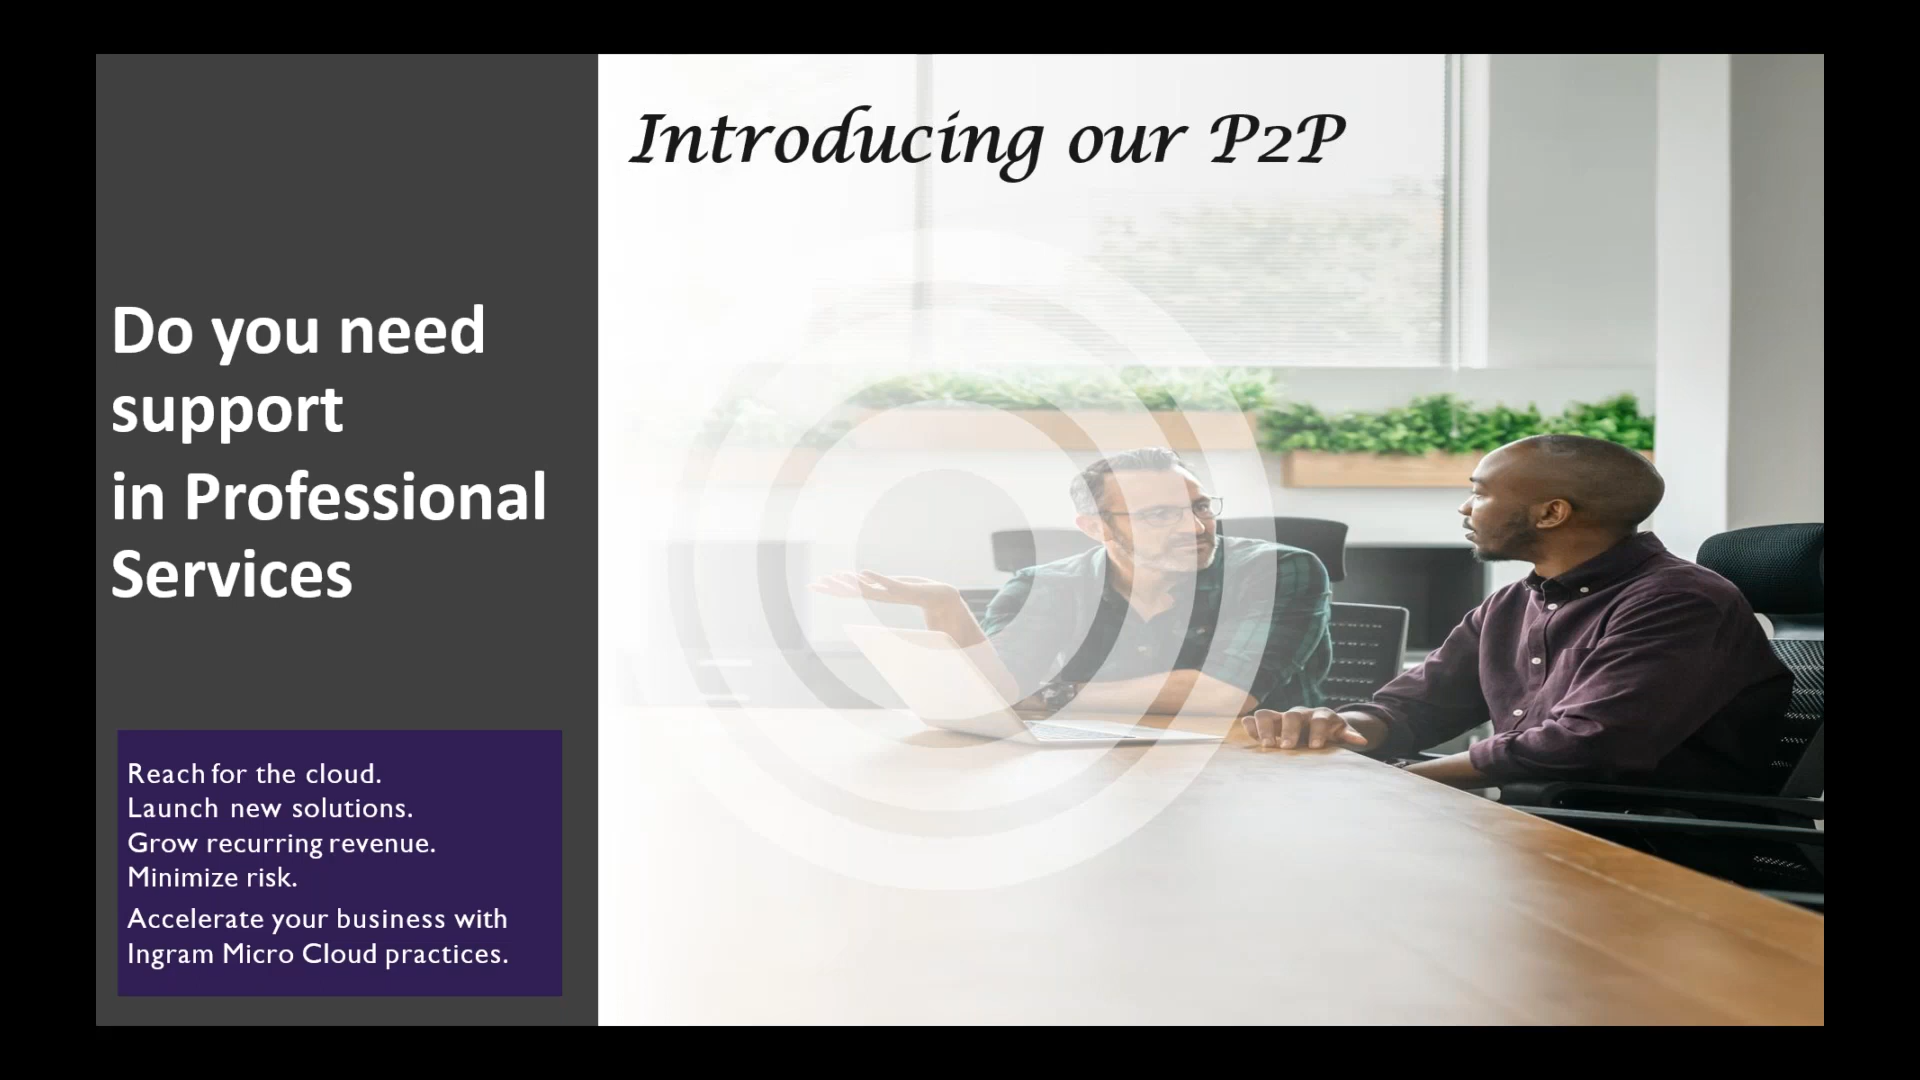 Introducing our P2P
Do you need
support
in Professional
Services
Reach for the cloud.
Launch new solutions.
Grow recurring revenue.
Minimize risk.
Accelerate your business with
Ingram Micro Cloud practices.